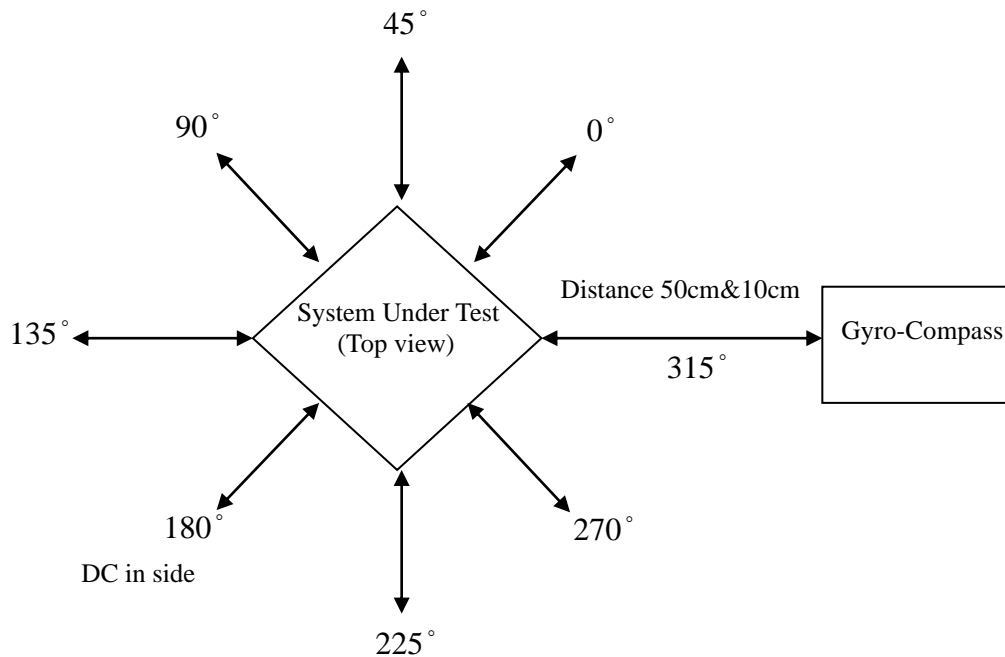 45°
90°
0°
Distance 50cm&10cm
System Under Test
(Top view)
135°
Gyro-Compass
315°
180°
270°
DC in side
225°